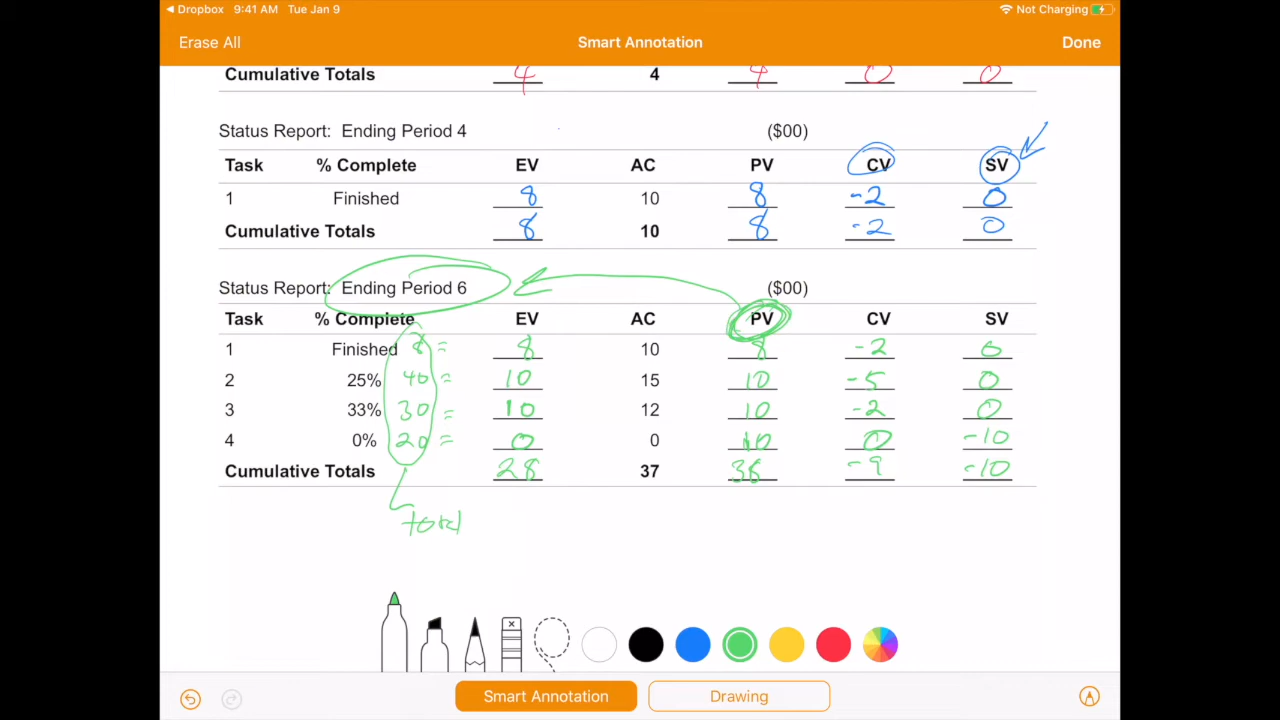 ◀ Dropbox 9:41 AM Tue Jan 9 Not Charging
Erase All Smart Annotation Done
Cumulative Totals 4 4 4 0 0
Status Report: Ending Period 4 ($00)
Task % Complete EV AC PV CV SV
1 Finished 8 10 8 -2 0
Cumulative Totals 8 10 8 -2 0
Status Report: Ending Period 6 ($00)
Task % Complete EV AC PV CV SV
1 Finished 8 = 8 10 8 -2 0
2 25% 40 = 10 15 10 -5 0
3 33% 30 = 10 12 10 -2 0
4 0% 20 = 0 0 10 0 -10
Cumulative Totals 28 37 38 -9 -10
total
Smart Annotation Drawing